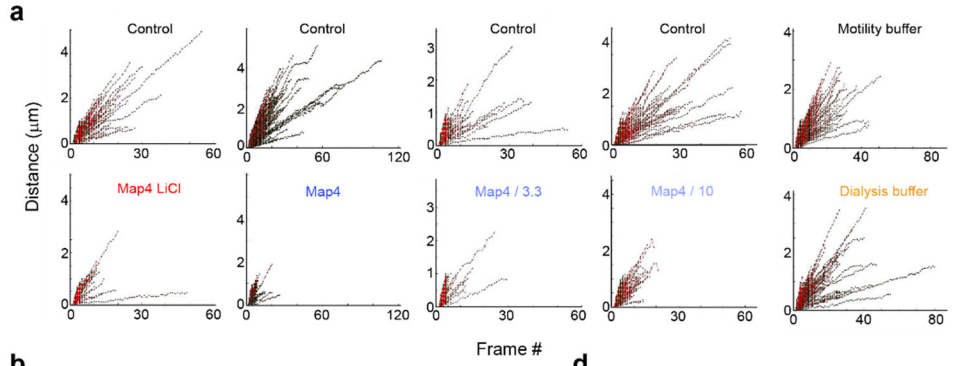 a
Control Control Control Control Motility buffer
4 4 3 4 4
2 2 2 2 2
1
0 0 0 0 0
0 30 60 0 60 120 0 30 60 0 30 60 0 40 80
Distance (μm)
Map4 LiCl Map4 Map4 / 3.3 Map4 / 10 Dialysis buffer
4 4 3 4 4
2 2 2 2 2
1
0 0 0 0 0
0 30 60 0 60 120 0 30 60 0 30 60 0 40 80
Frame #
b d